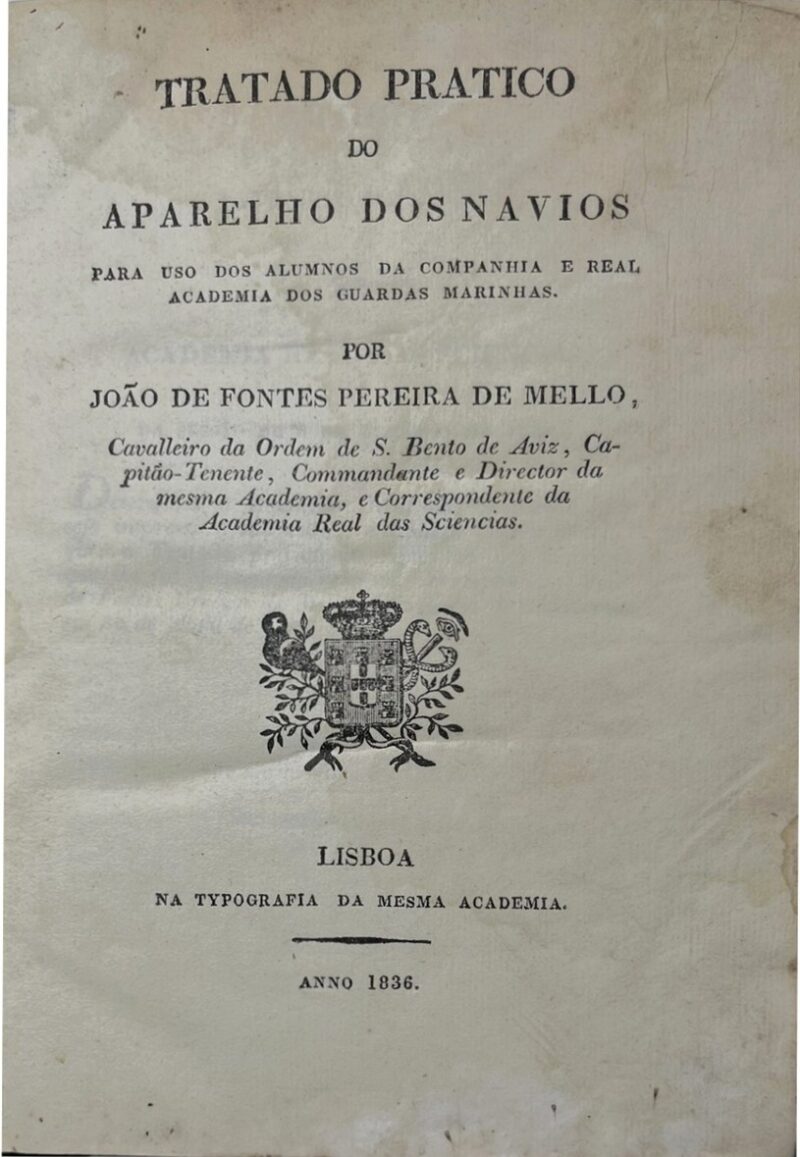 TRATADO PRATICO
DO
APARELHO DOS NAVIOS
PARA USO DOS ALUMNOS DA COMPANHIA E REAL
ACADEMIA DOS GUARDAS MARINHAS.
POR
JOÃO DE FONTES PEREIRA DE MELLO,
Cavalleiro da Ordem de S. Bento de Aviz, Ca-
pitão-Tenente, Commandante e Director da
mesma Academia, e Correspondente da
Academia Real das Sciencias.
LISBOA
NA TYPOGRAFIA DA MESMA ACADEMIA.
ANNO 1836.